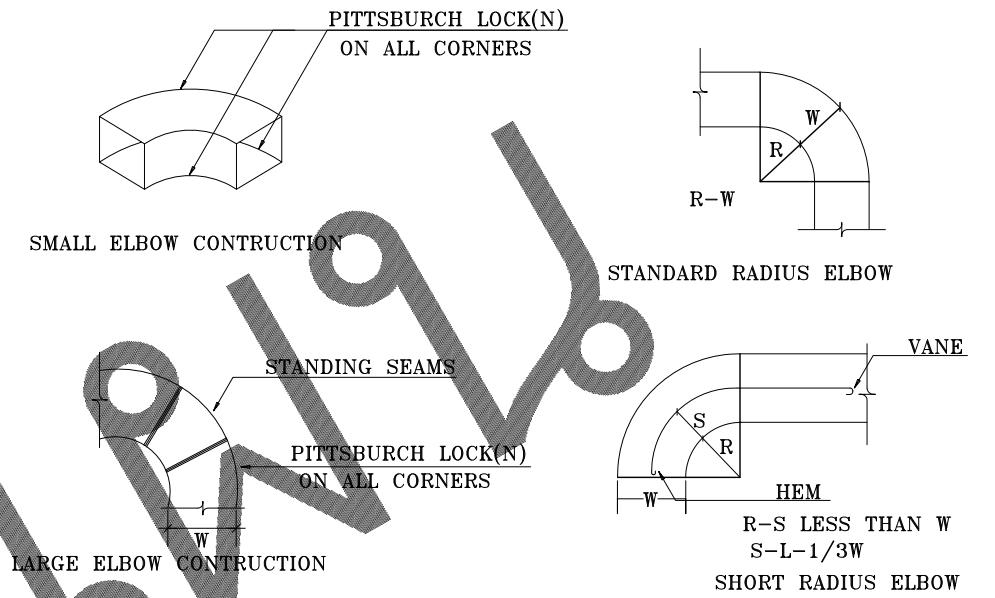 PITTSBURCH LOCK(N)
ON ALL CORNERS
SMALL ELBOW CONTRUCTION
W
R
R-W
STANDARD RADIUS ELBOW
STANDING SEAMS
PITTSBURCH LOCK(N)
ON ALL CORNERS
W
LARGE ELBOW CONTRUCTION
VANE
S
R
W
HEM
R-S LESS THAN W
S-L-1/3W
SHORT RADIUS ELBOW